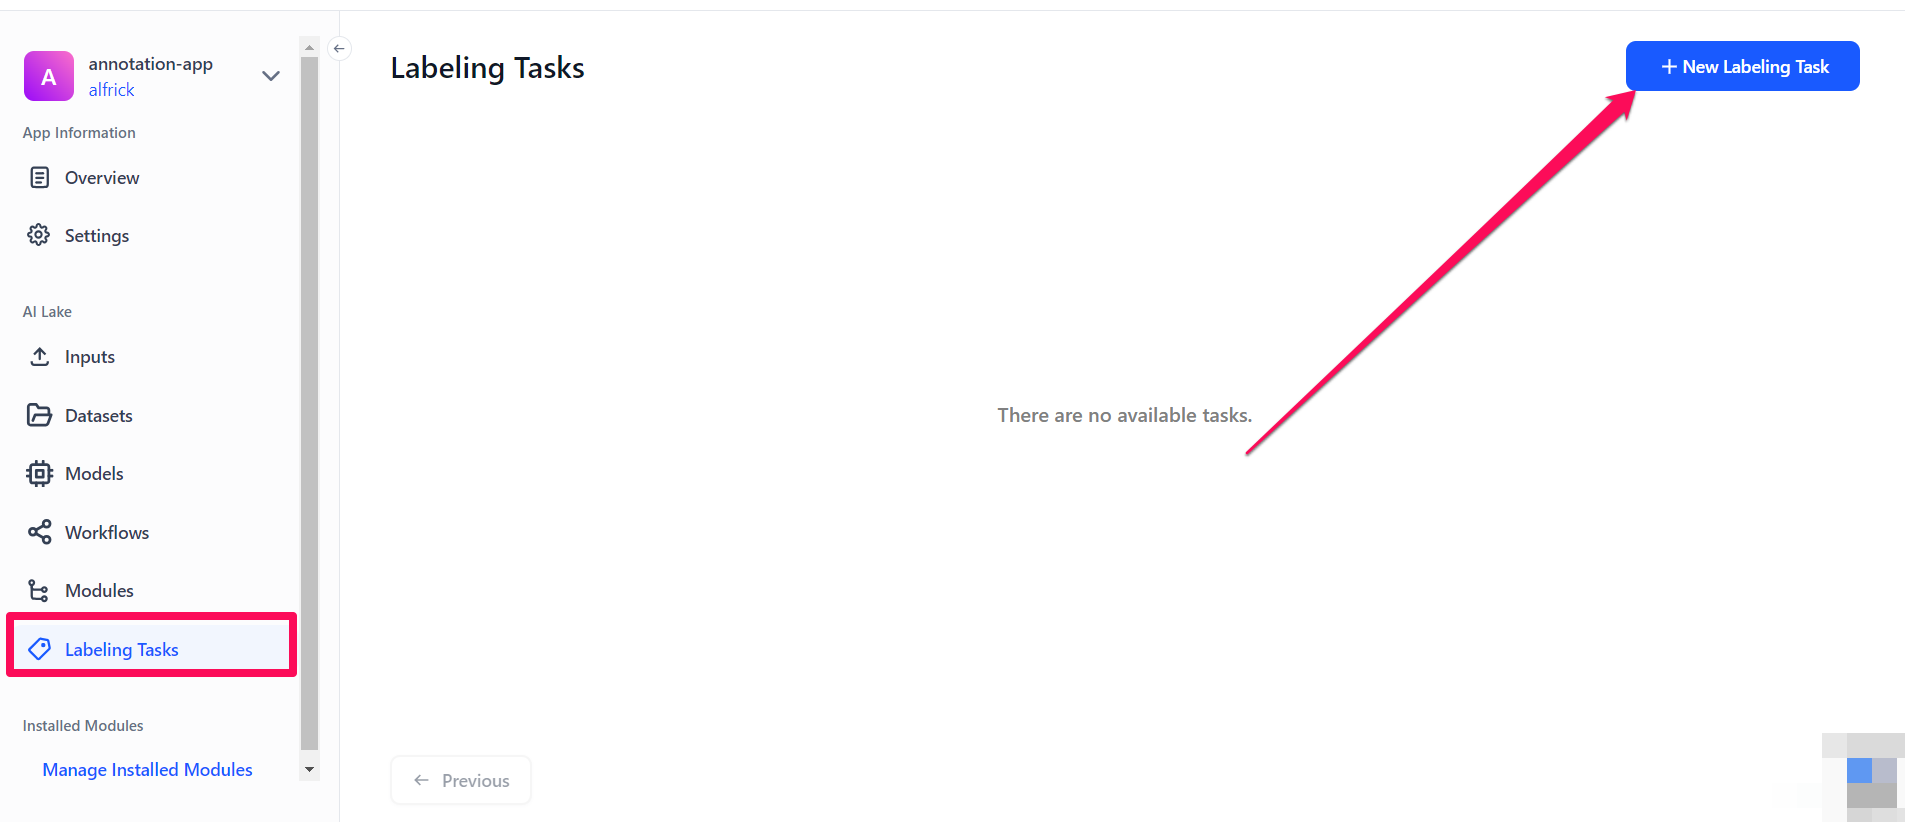 A
annotation-app
alfrick
App Information
Overview
Settings
AI Lake
Inputs
Datasets
Models
Workflows
Modules
Labeling Tasks
Installed Modules
Manage Installed Modules
Labeling Tasks
+ New Labeling Task
There are no available tasks.
← Previous